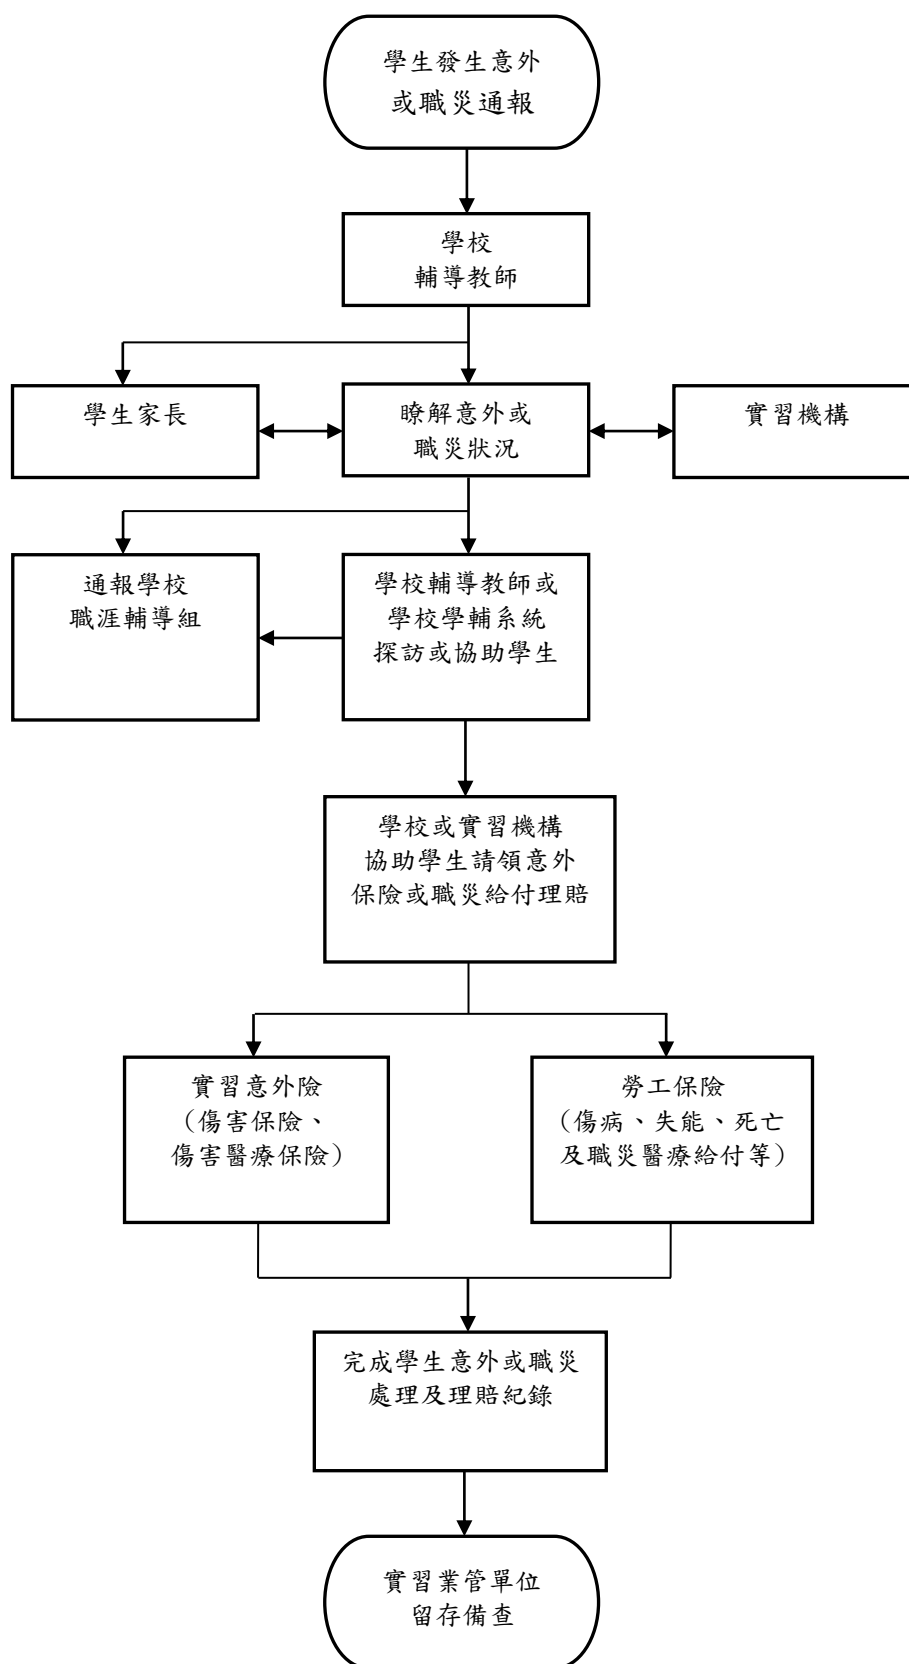 學生發生意外
或職災通報
學校
輔導教師
學生家長
瞭解意外或
職災狀況
實習機構
通報學校
職涯輔導組
學校輔導教師或
學校學輔系統
探訪或協助學生
學校或實習機構
協助學生請領意外
保險或職災給付理賠
實習意外險
（傷害保險、
傷害醫療保險）
勞工保險
（傷病、失能、死亡
及職災醫療給付等）
完成學生意外或職災
處理及理賠紀錄
實習業管單位
留存備查